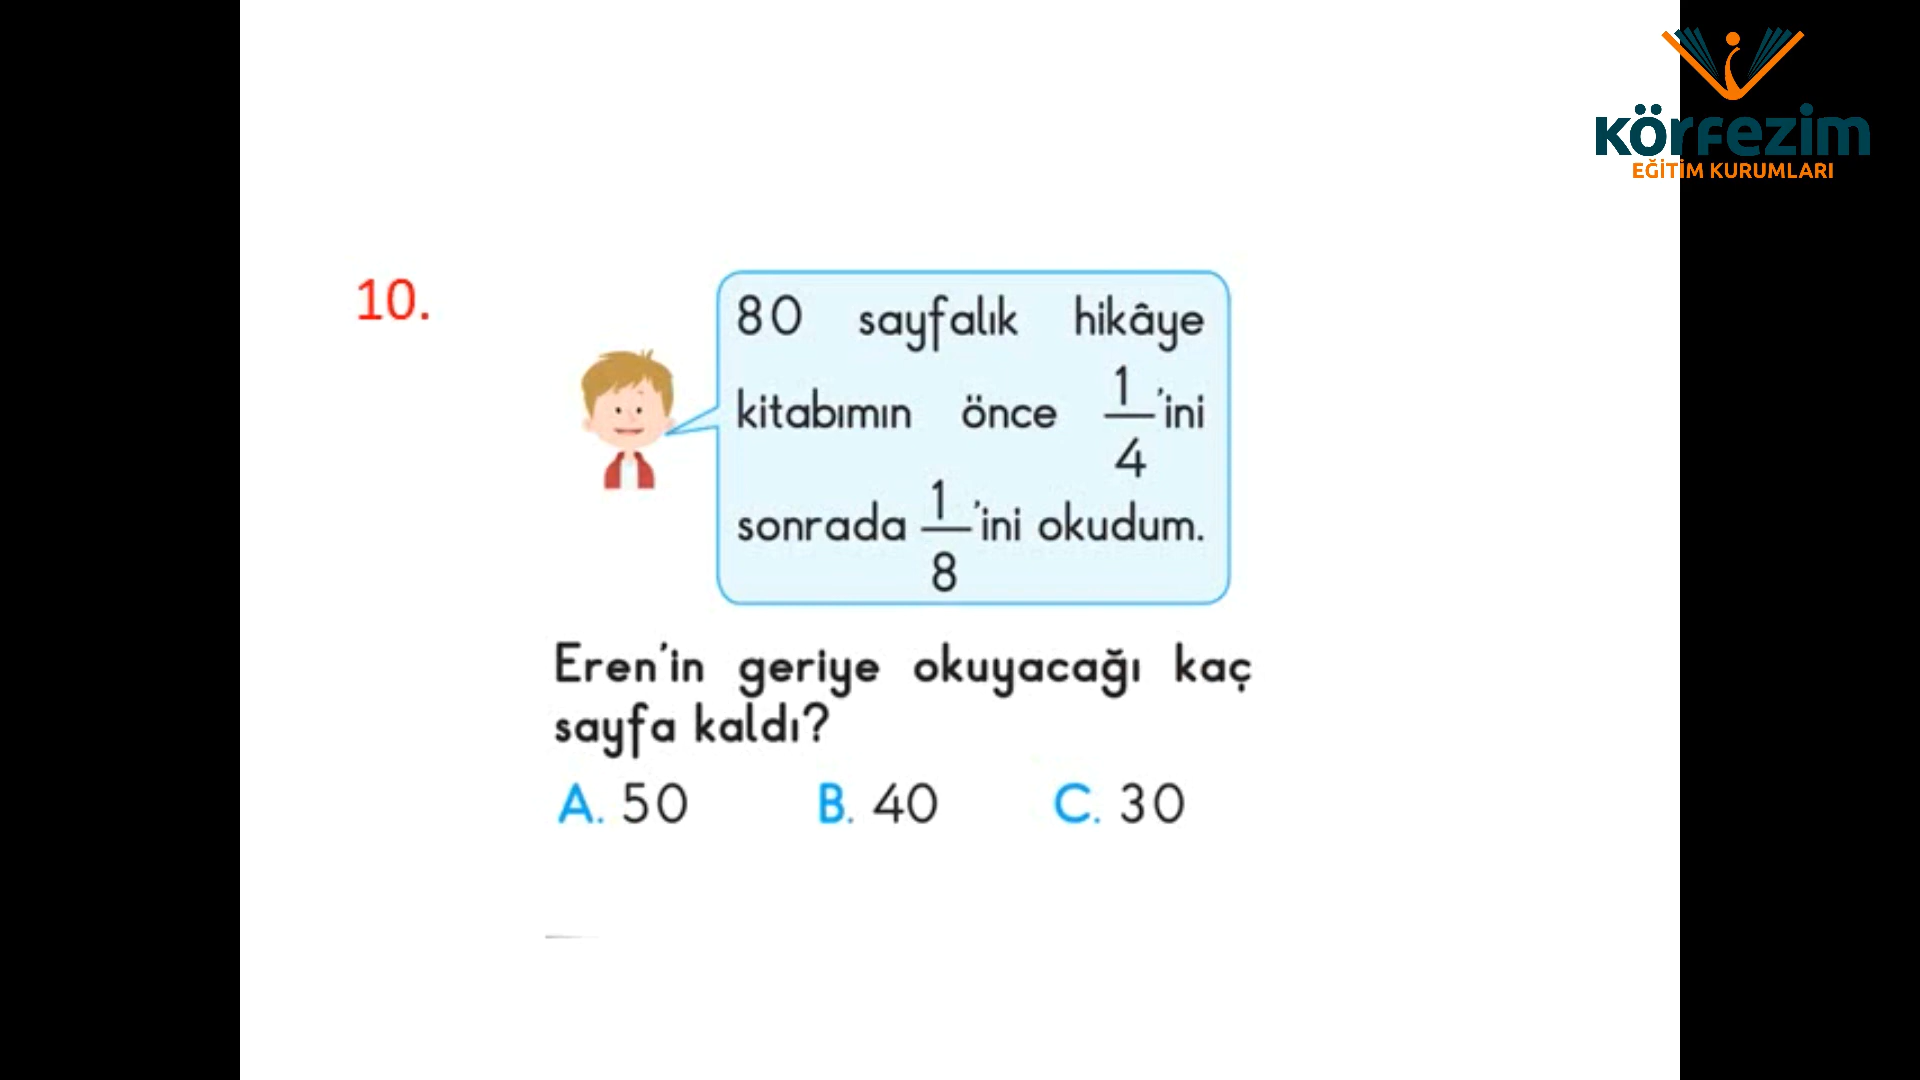 körfezim
EĞİTİM KURUMLARI
10.
80 sayfalık hikâye
kitabımın önce 1/4'ini
sonrada 1/8'ini okudum.
Eren'in geriye okuyacağı kaç
sayfa kaldı?
A. 50 B. 40 C. 30